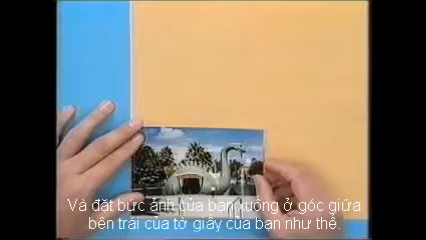 Và đặt bức ảnh của bạn xuống ở góc giữa
bên trái của tờ giấy của bạn như thế.